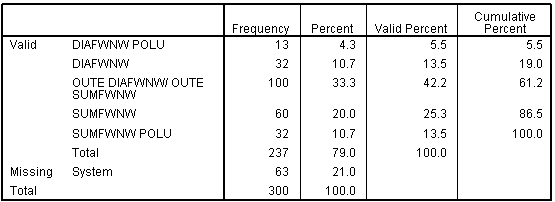 Frequency Percent Valid Percent Cumulative Percent
Valid DIAFWNW POLU 13 4.3 5.5 5.5
DIAFWNW 32 10.7 13.5 19.0
OUTE DIAFWNW/ OUTE SUMFWNW 100 33.3 42.2 61.2
SUMFWNW 60 20.0 25.3 86.5
SUMFWNW POLU 32 10.7 13.5 100.0
Total 237 79.0 100.0
Missing System 63 21.0
Total 300 100.0